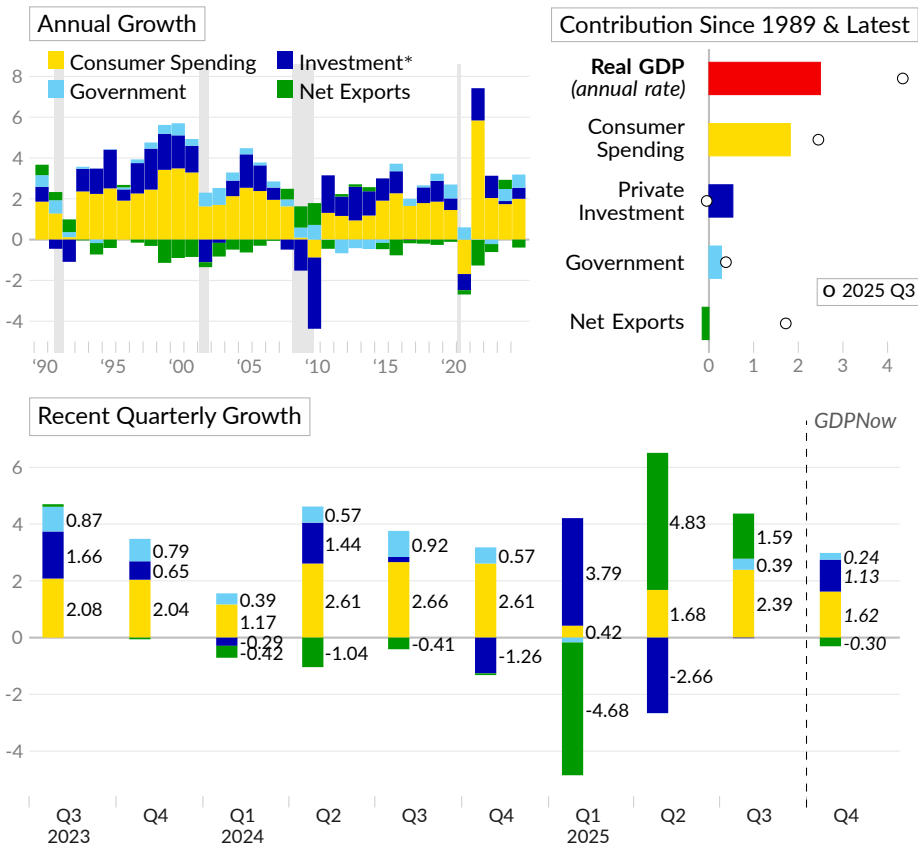 Annual Growth
Consumer Spending
Investment*
Government
Net Exports
8
6
4
2
0
-2
-4
‘90
‘95
‘00
‘05
‘10
‘15
‘20
Contribution Since 1989 & Latest
Real GDP
(annual rate)
Consumer
Spending
Private
Investment
Government
Net Exports
o 2025 Q3
0
1
2
3
4
Recent Quarterly Growth
GDPNow
6
4
2
0
-2
-4
0.87
1.66
2.08
0.79
0.65
2.04
0.39
1.17
-0.29
-0.42
0.57
1.44
2.61
-1.04
0.92
2.66
-0.41
0.57
2.61
-1.26
3.79
0.42
-4.68
4.83
1.68
-2.66
1.59
0.39
2.39
0.24
1.13
1.62
-0.30
Q3
2023
Q4
Q1
2024
Q2
Q3
Q4
Q1
2025
Q2
Q3
Q4